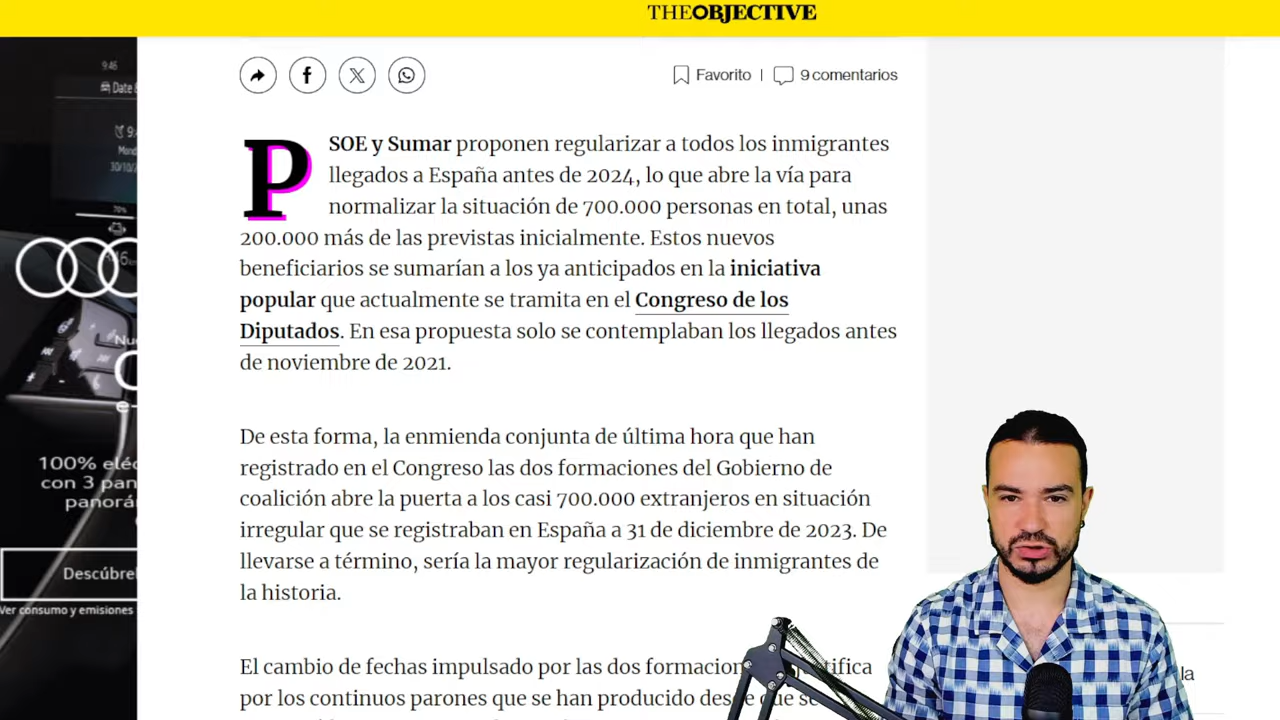 THEOBJECTIVE
Favorito | 9 comentarios
PSOE y Sumar proponen regularizar a todos los inmigrantes
llegados a España antes de 2024, lo que abre la vía para
normalizar la situación de 700.000 personas en total, unas
200.000 más de las previstas inicialmente. Estos nuevos
beneficiarios se sumarían a los ya anticipados en la iniciativa
popular que actualmente se tramita en el Congreso de los
Diputados. En esa propuesta solo se contemplaban los llegados antes
de noviembre de 2021.
De esta forma, la enmienda conjunta de última hora que han
registrado en el Congreso las dos formaciones del Gobierno de
coalición abre la puerta a los casi 700.000 extranjeros en situación
irregular que se registraban en España a 31 de diciembre de 2023. De
llevarse a término, sería la mayor regularización de inmigrantes de
la historia.
El cambio de fechas impulsado por las dos
por los continuos parones que se han producido
la
9:46
Date
30/10
70%
100%
con 3
Descúbre
Ver consumo y emisiones